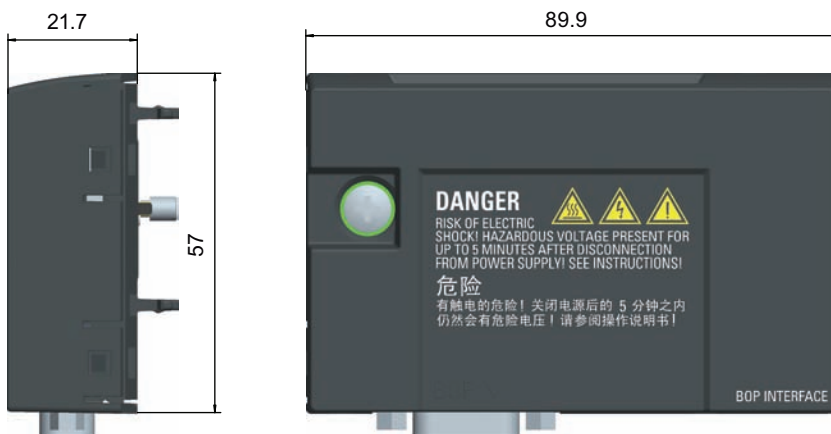 21.7
89.9
57
DANGER
RISK OF ELECTRIC
SHOCK! HAZARDOUS VOLTAGE PRESENT FOR
UP TO 5 MINUTES AFTER DISCONNECTION
FROM POWER SUPPLY! SEE INSTRUCTIONS!
危险
有触电的危险！关闭电源后的 5 分钟之内
仍然会有危险电压！请参阅操作说明书！
BOP INTERFACE